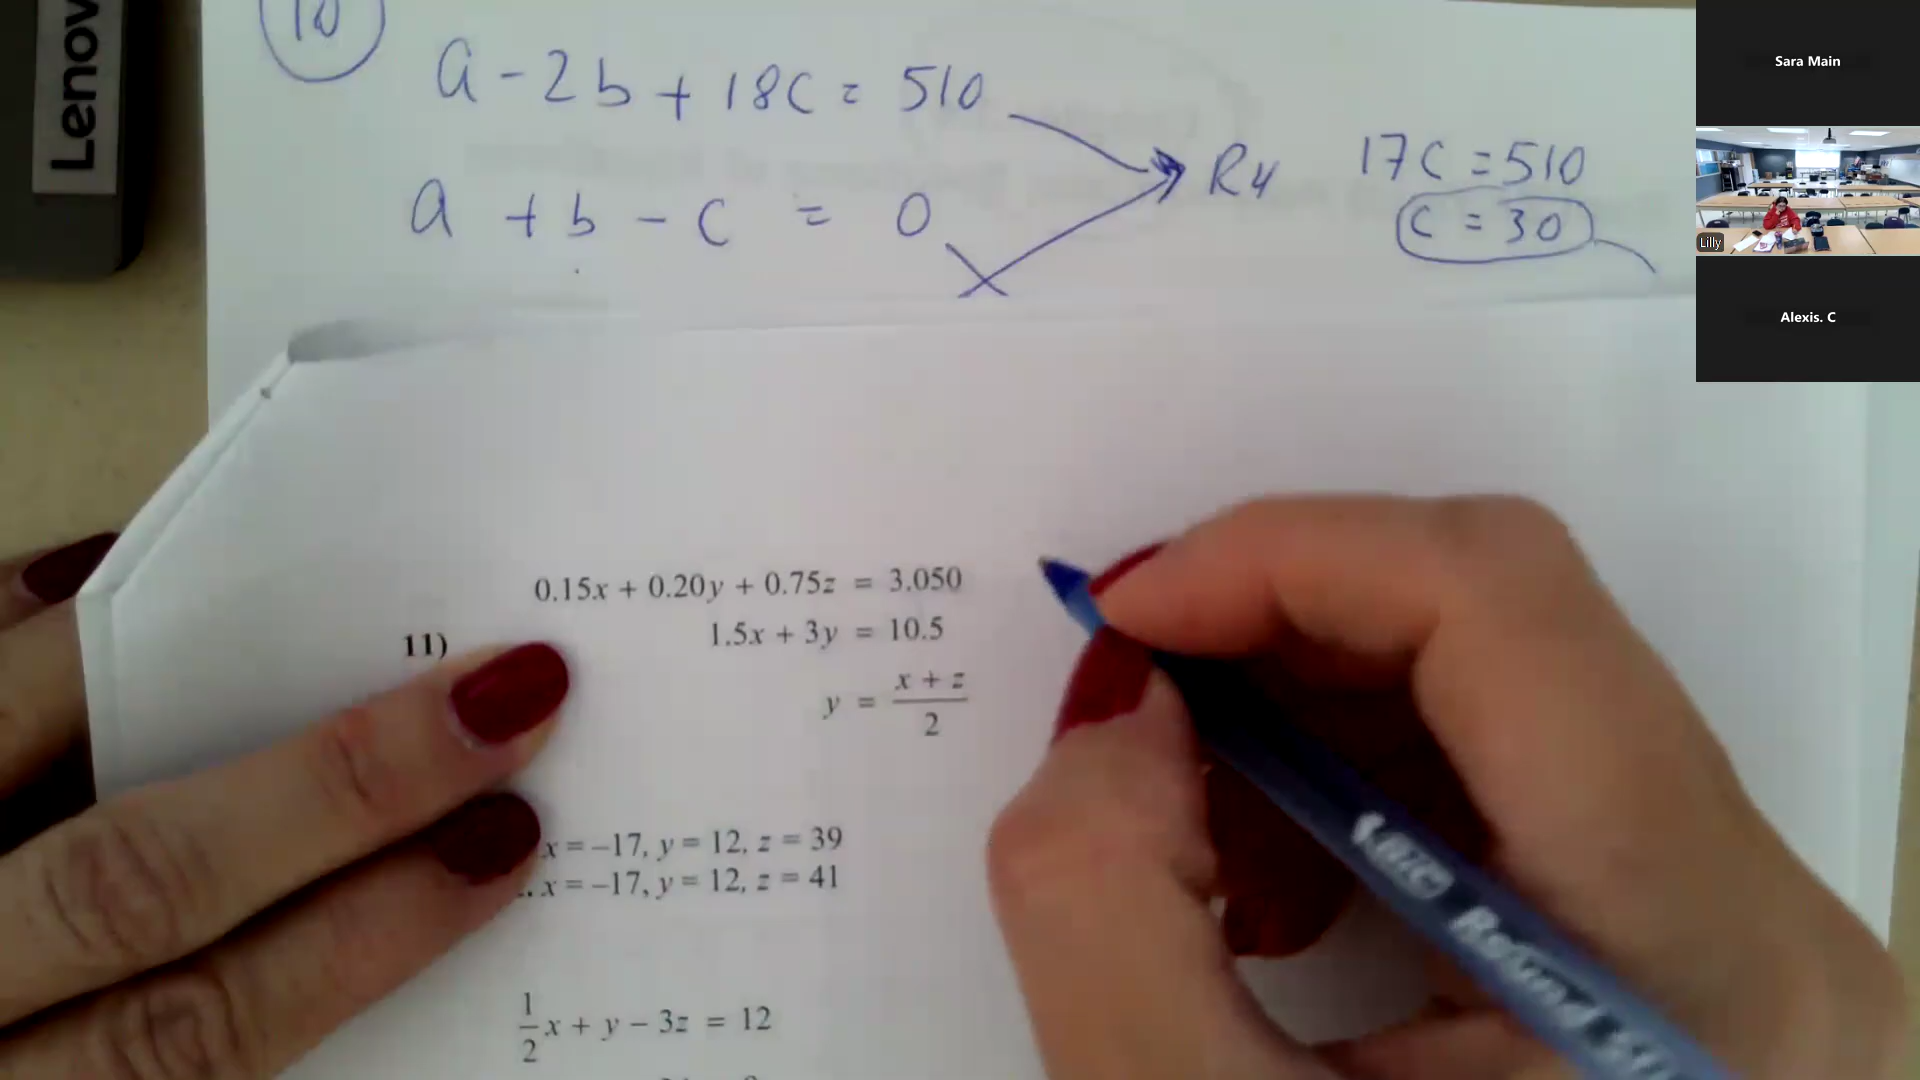 Lenov
10
a - 2b + 18c = 510
a + b - c = 0
R4
17c = 510
c = 30
Sara Main
Lilly
Alexis. C
0.15x + 0.20y + 0.75z = 3.050
11)
1.5x + 3y = 10.5
y = x + z / 2
x = –17, y = 12, z = 39
x = –17, y = 12, z = 41
1/2 x + y – 3z = 12